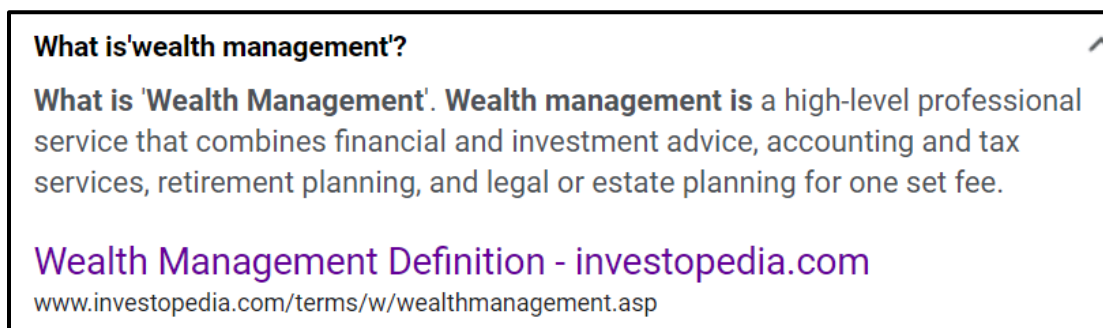 What is'wealth management'?
What is 'Wealth Management'. Wealth management is a high-level professional
service that combines financial and investment advice, accounting and tax
services, retirement planning, and legal or estate planning for one set fee.
Wealth Management Definition - investopedia.com
www.investopedia.com/terms/w/wealthmanagement.asp